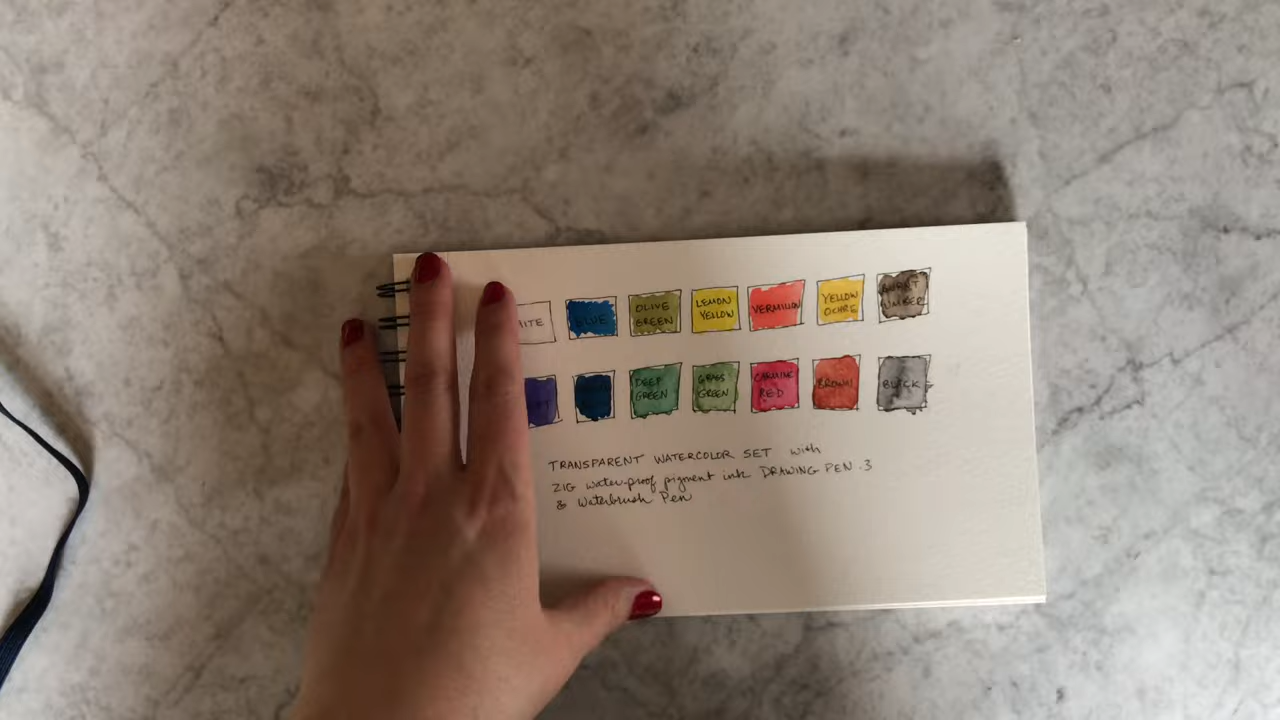 BLUE OLIVE GREEN LEMON YELLOW VERMILION YELLOW OCHRE BURNT UMBER
DEEP GREEN GRASS GREEN CARMINE RED BROWN BLACK
TRANSPARENT WATERCOLOR SET with
ZIG water-proof pigment ink DRAWING PEN .3
& Waterbrush Pen